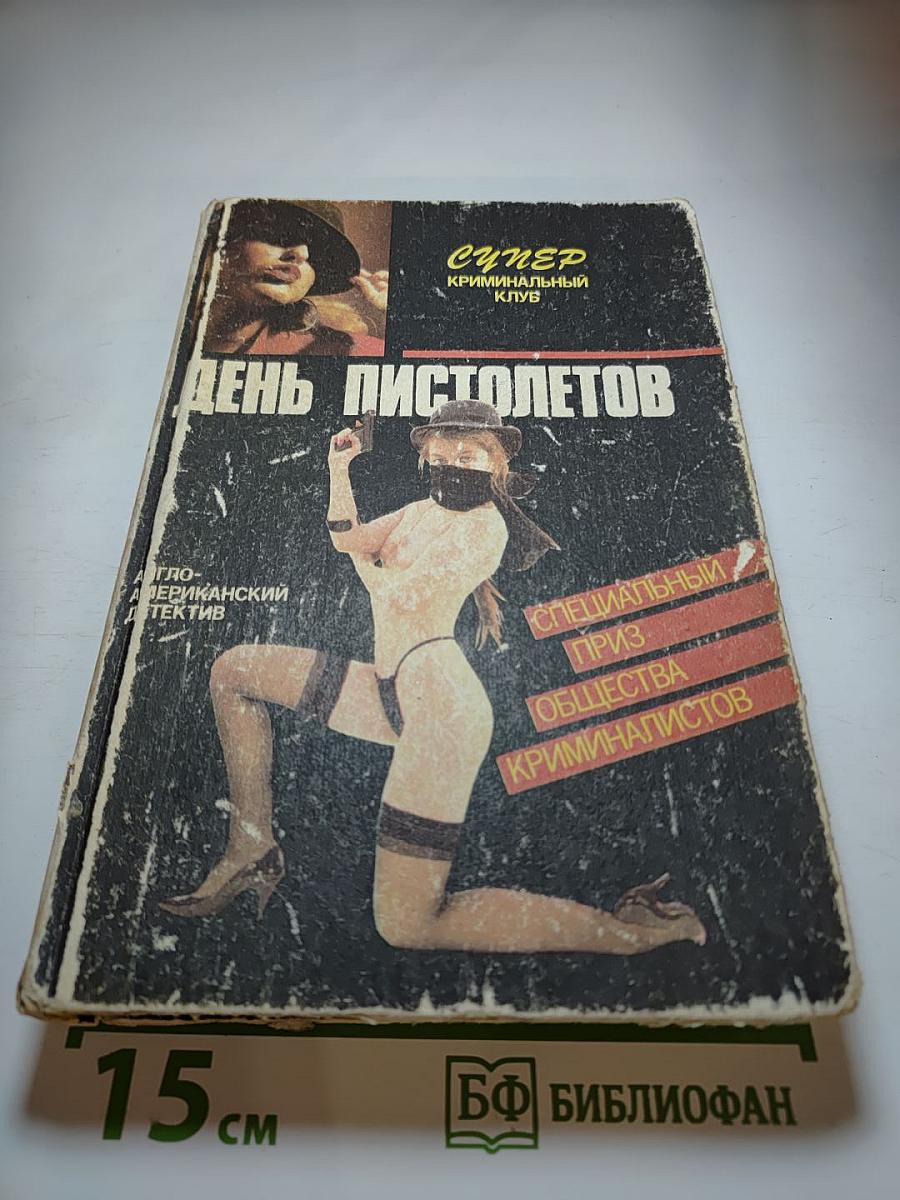 СУПЕР
КРИМИНАЛЬНЫЙ
КЛУБ
ДЕНЬ ПИСТОЛЕТОВ
АНГЛО-
АМЕРИКАНСКИЙ
ДЕТЕКТИВ
СПЕЦИАЛЬНЫЙ
ПРИЗ
ОБЩЕСТВА
КРИМИНАЛИСТОВ
15 см
БФ БИБЛИОФАН